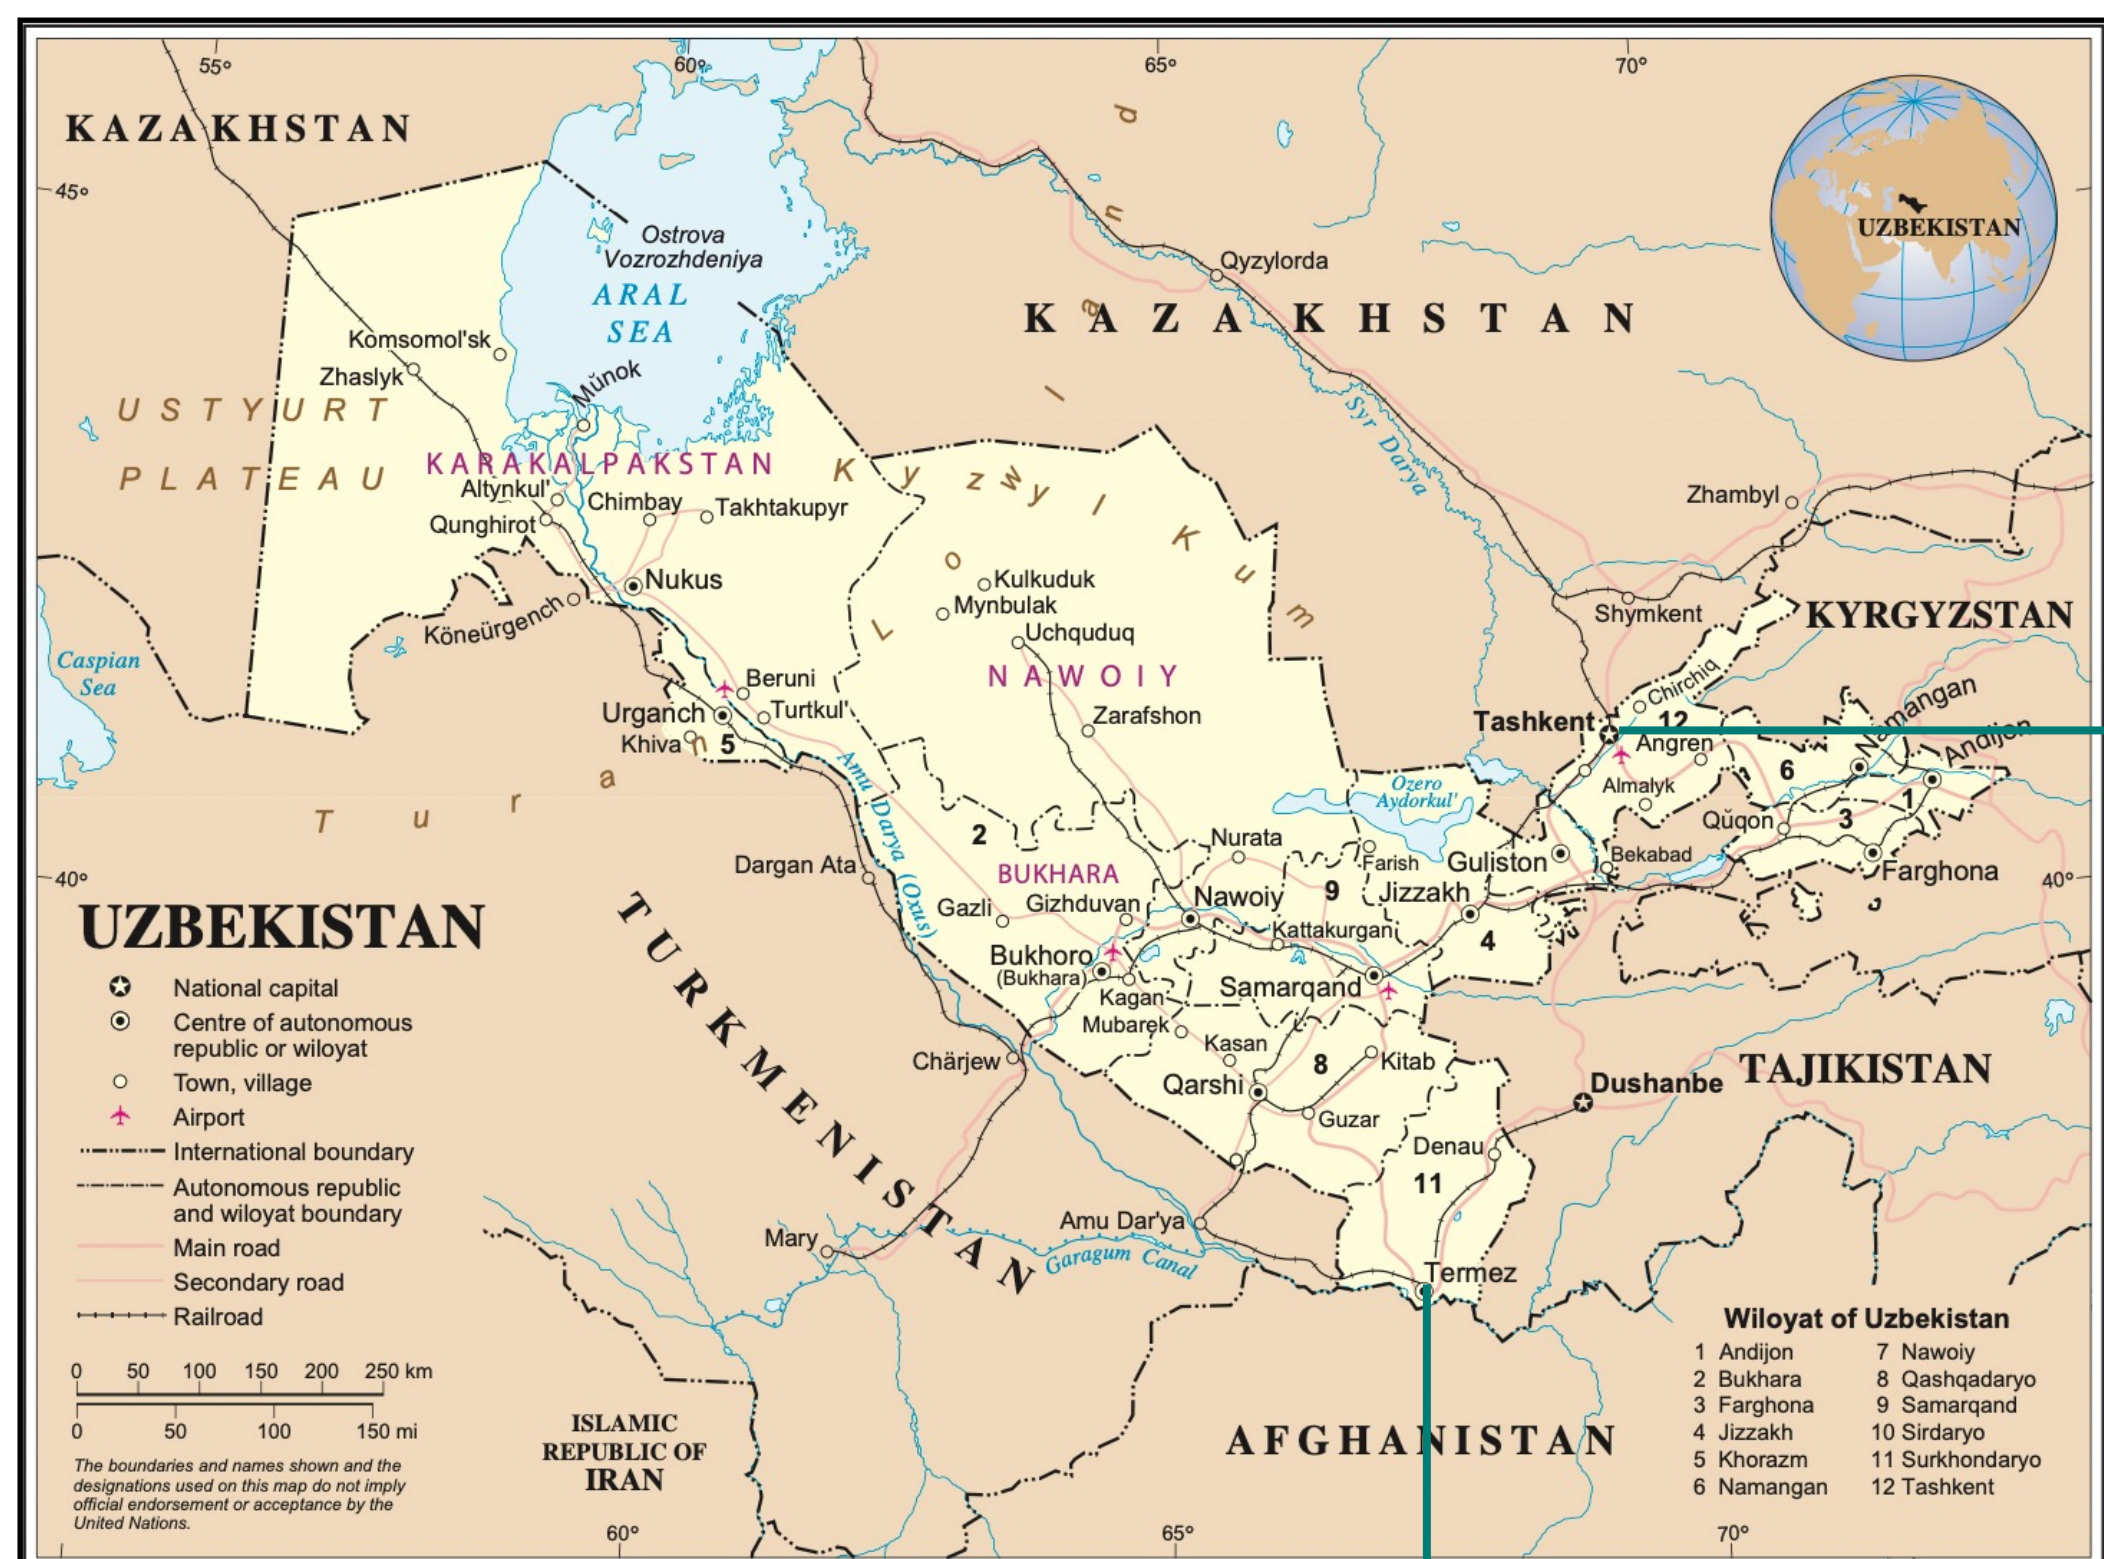 55°
60°
65°
70°
KAZAKHSTAN
45°
UZBEKISTAN
Ostrova
Vozrozhdeniya
ARAL
SEA
Qyzylorda
KAZAKHSTAN
Komsomol'sk
Zhaslyk
Mŭnok
USTYURT
PLATEAU
Syr Darya
KARAKALPAKSTAN
Kyzyl Kum
Altynkul'
Chimbay
Takhtakupyr
Qunghirot
Zhambyl
Turan Lowland
Nukus
Kulkuduk
Mynbulak
Köneürgench
Uchquduq
Shymkent
KYRGYZSTAN
Caspian
Sea
NAWOIY
Beruni
Chirchiq
Namangan
Urganch
Turtkul'
Zarafshon
Tashkent
12
Andijon
Khiva
5
Angren
Amu Darya (Oxus)
Ozero
Aydorkul'
Almalyk
6
1
2
Nurata
Qŭqon
3
Dargan Ata
BUKHARA
Farish
Guliston
Bekabad
Farghona
40°
40°
UZBEKISTAN
Gazli
Gizhduvan
Nawoiy
9
Jizzakh
Kattakurgan
4
Bukhoro
(Bukhara)
Kagan
Samarqand
TURKMENISTAN
Mubarek
Kasan
Chärjew
8
Kitab
Qarshi
Guzar
Dushanbe
TAJIKISTAN
Denau
11
Mary
Amu Dar'ya
Garagum Canal
Termez
National capital
Centre of autonomous
republic or wiloyat
Town, village
Airport
International boundary
Autonomous republic
and wiloyat boundary
Main road
Secondary road
Railroad
0 50 100 150 200 250 km
0 50 100 150 mi
The boundaries and names shown and the
designations used on this map do not imply
official endorsement or acceptance by the
United Nations.
ISLAMIC
REPUBLIC OF
IRAN
AFGHANISTAN
Wiloyat of Uzbekistan
1 Andijon
2 Bukhara
3 Farghona
4 Jizzakh
5 Khorazm
6 Namangan
7 Nawoiy
8 Qashqadaryo
9 Samarqand
10 Sirdaryo
11 Surkhondaryo
12 Tashkent
60°
65°
70°